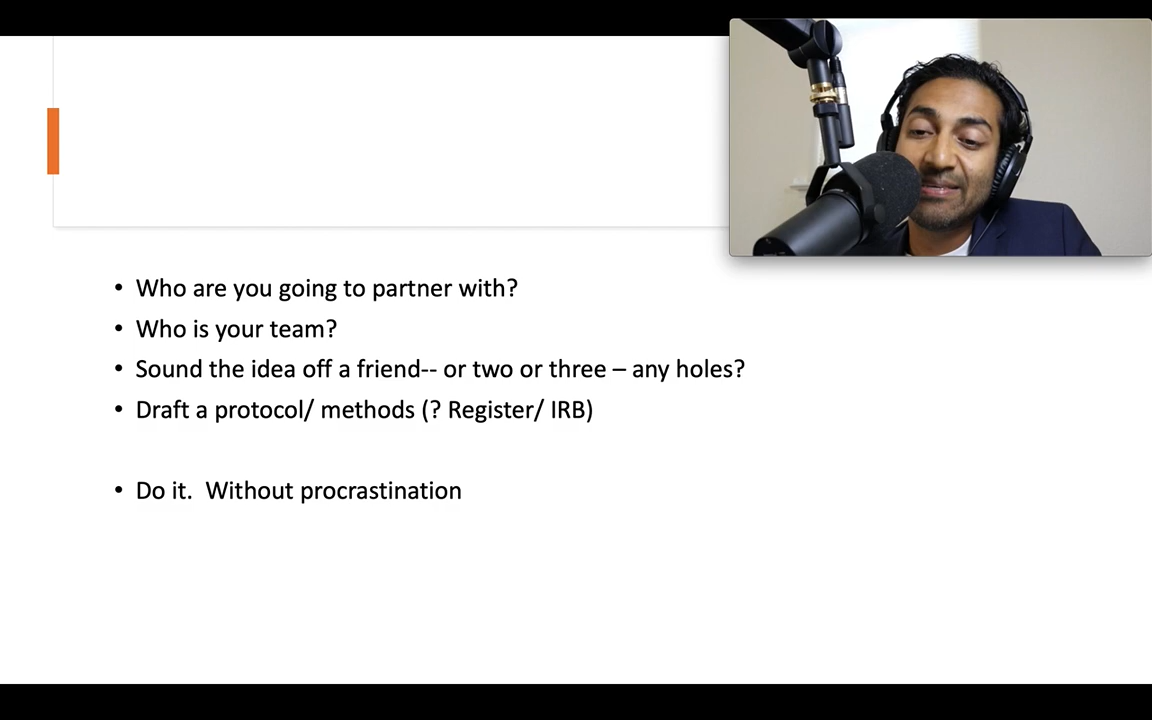 • Who are you going to partner with?
• Who is your team?
• Sound the idea off a friend-- or two or three – any holes?
• Draft a protocol/ methods (? Register/ IRB)
• Do it.  Without procrastination